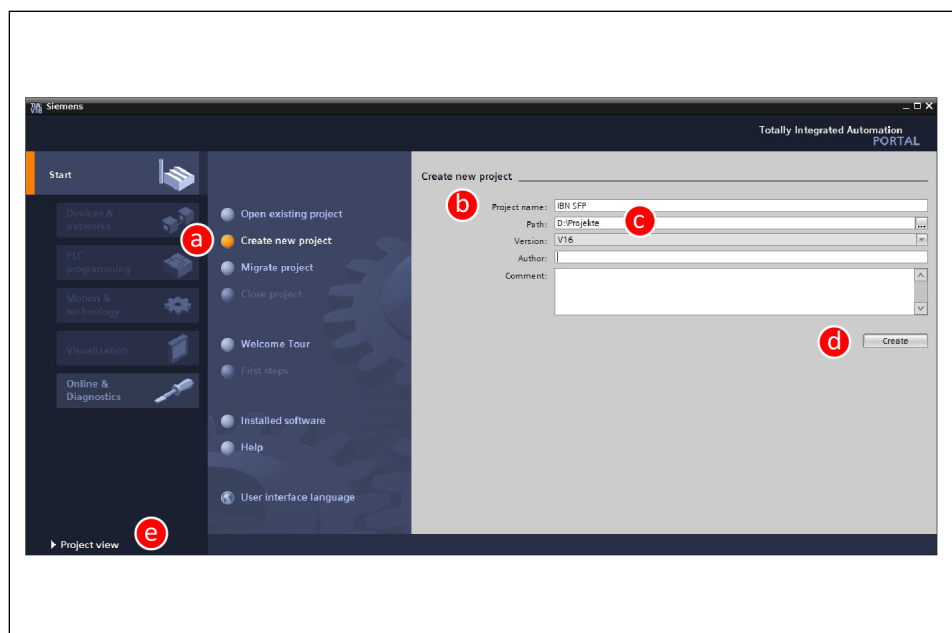 Siemens
Totally Integrated Automation
PORTAL
Start
Devices &
networks
PLC
programming
Motion &
technology
Visualization
Online &
Diagnostics
Project view
e
Open existing project
a
Create new project
Migrate project
Close project
Welcome Tour
First steps
Installed software
Help
User interface language
Create new project
b
Project name: IBN SFP
Path: D:\Projekte
c
...
Version: V16
Author:
Comment:
d
Create